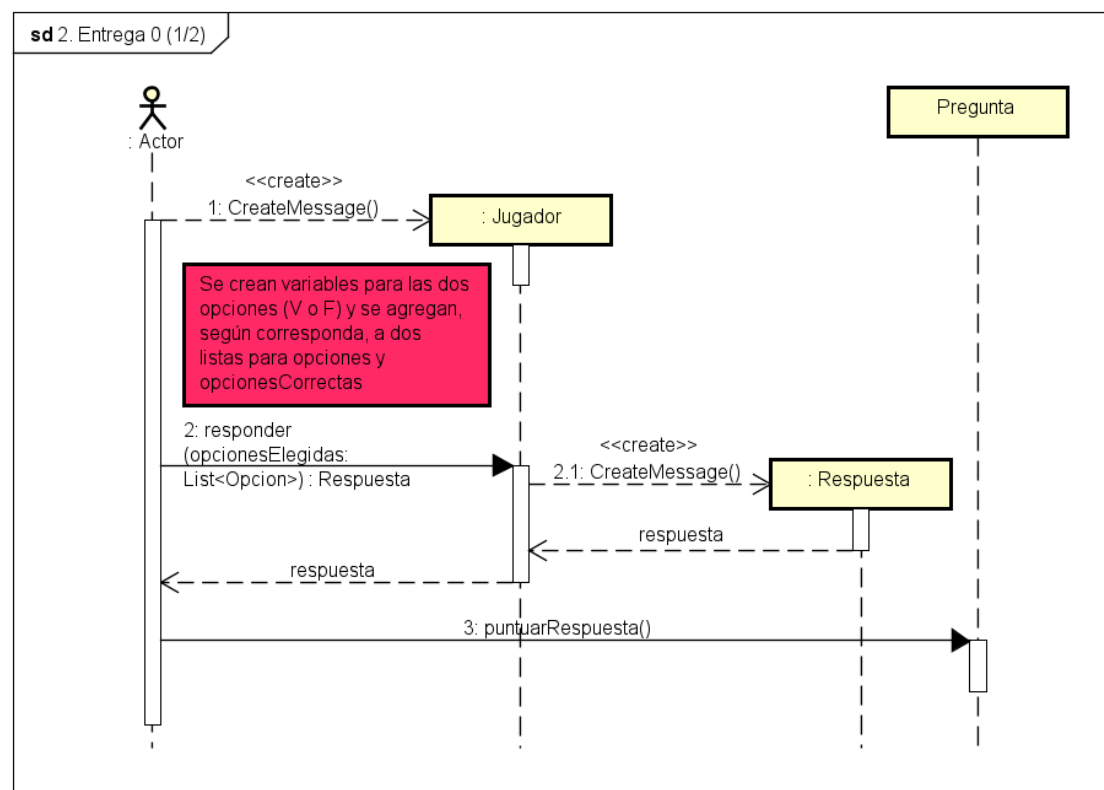 sd 2. Entrega 0 (1/2)
: Actor
Pregunta
<<create>>
1: CreateMessage()
: Jugador
Se crean variables para las dos
opciones (V o F) y se agregan,
según corresponda, a dos
listas para opciones y
opcionesCorrectas
2: responder
(opcionesElegidas:
List<Opcion>) : Respuesta
<<create>>
2.1: CreateMessage()
: Respuesta
respuesta
respuesta
3: puntuarRespuesta()